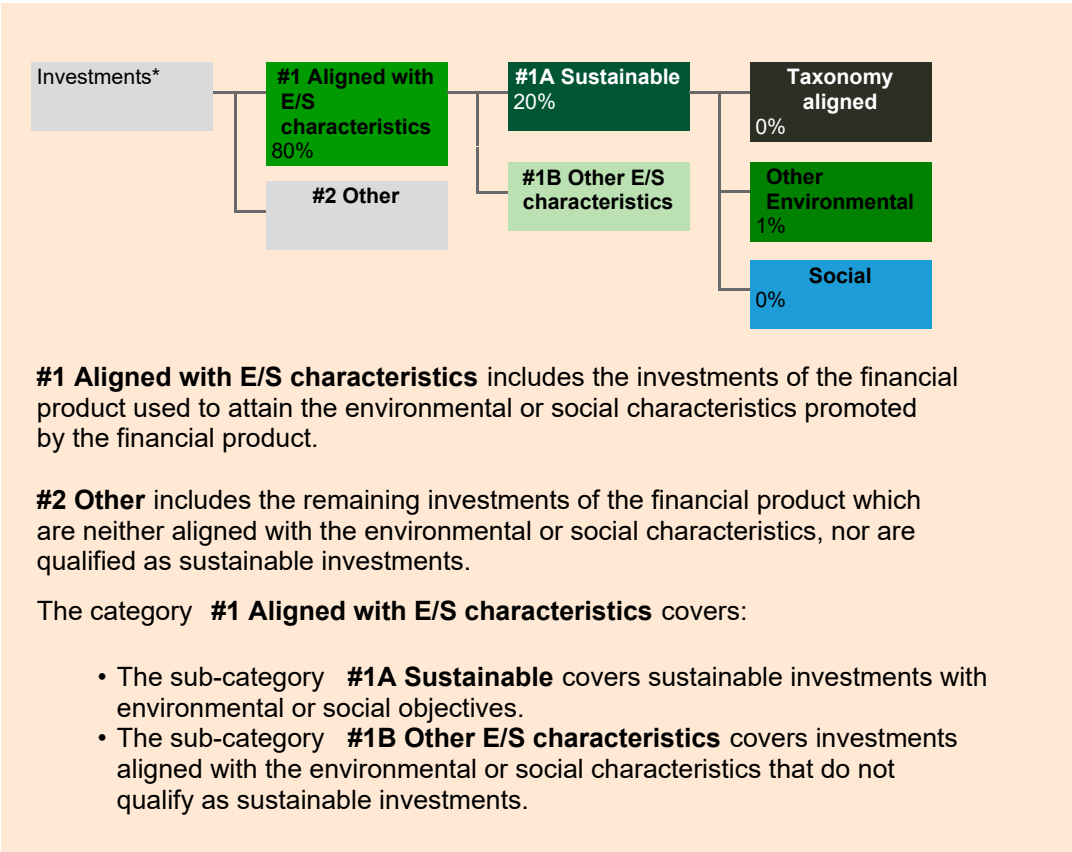 Investments*
#1 Aligned with
E/S
characteristics
80%
#2 Other
#1A Sustainable
20%
#1B Other E/S
characteristics
Taxonomy
aligned
0%
Other
Environmental
1%
Social
0%
#1 Aligned with E/S characteristics includes the investments of the financial
product used to attain the environmental or social characteristics promoted
by the financial product.
#2 Other includes the remaining investments of the financial product which
are neither aligned with the environmental or social characteristics, nor are
qualified as sustainable investments.
The category #1 Aligned with E/S characteristics covers:
• The sub-category #1A Sustainable covers sustainable investments with
environmental or social objectives.
• The sub-category #1B Other E/S characteristics covers investments
aligned with the environmental or social characteristics that do not
qualify as sustainable investments.